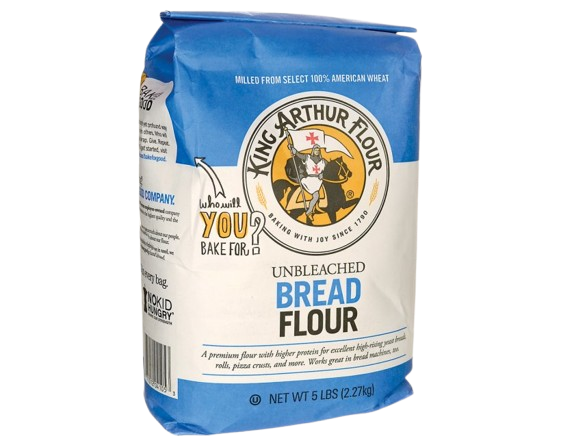 MILLED FROM SELECT 100% AMERICAN WHEAT
KING ARTHUR FLOUR
®
BAKING WITH JOY SINCE 1790
who will
YOU
BAKE FOR?
UNBLEACHED
BREAD
FLOUR
A premium flour with higher protein for excellent high-rising yeast breads,
rolls, pizza crusts, and more. Works great in bread machines, too.
U NET WT 5 LBS (2.27kg)
COMPANY.
every bag.
NO KID
HUNGRY